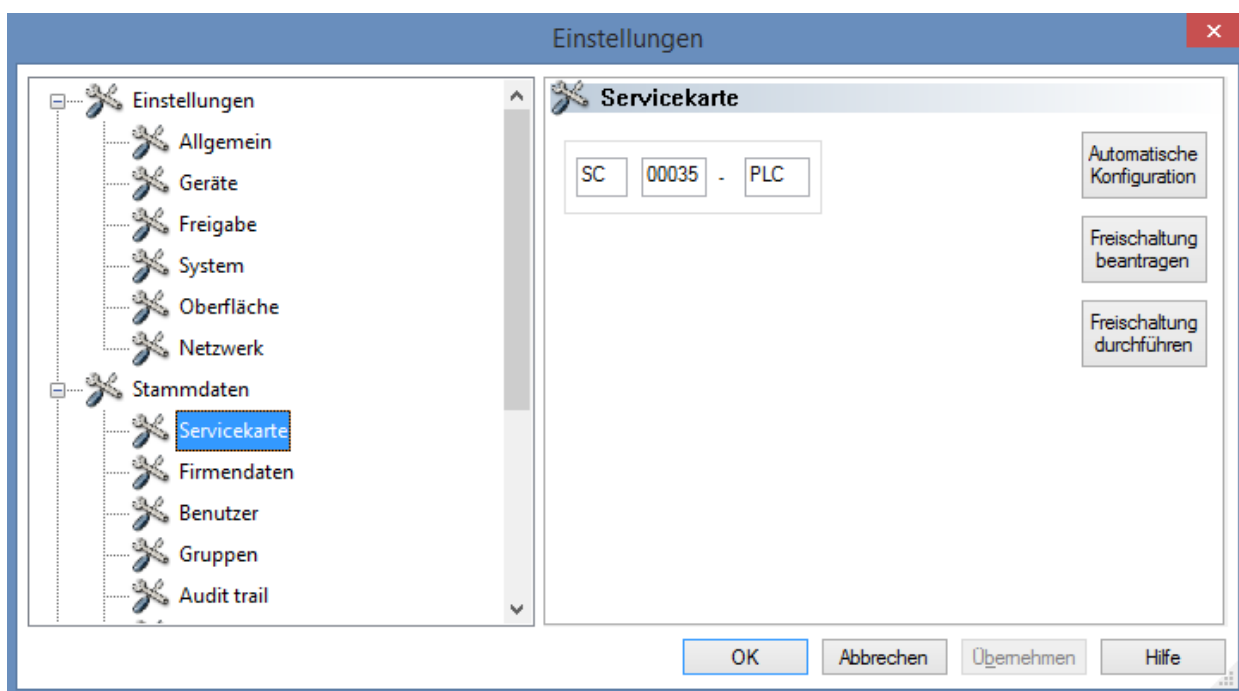 Einstellungen
Einstellungen
Allgemein
Geräte
Freigabe
System
Oberfläche
Netzwerk
Stammdaten
Servicekarte
Firmendaten
Benutzer
Gruppen
Audit trail
Servicekarte
SC 00035 - PLC
Automatische
Konfiguration
Freischaltung
beantragen
Freischaltung
durchführen
OK Abbrechen Übernehmen Hilfe